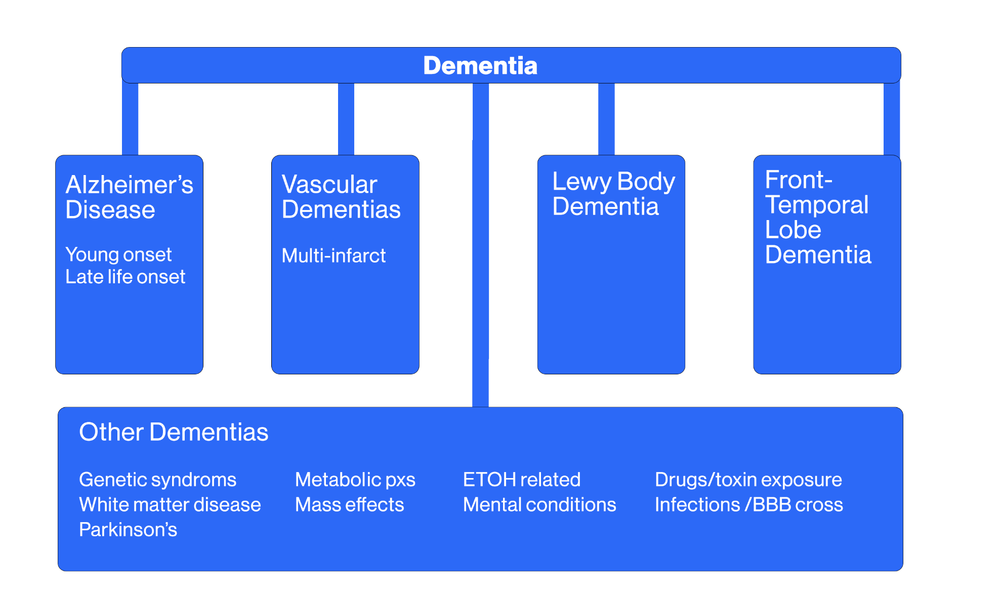 Dementia
Alzheimer’s
Disease
Young onset
Late life onset
Vascular
Dementias
Multi-infarct
Lewy Body
Dementia
Front-
Temporal
Lobe
Dementia
Other Dementias
Genetic syndroms
White matter disease
Parkinson’s
Metabolic pxs
Mass effects
ETOH related
Mental conditions
Drugs/toxin exposure
Infections /BBB cross